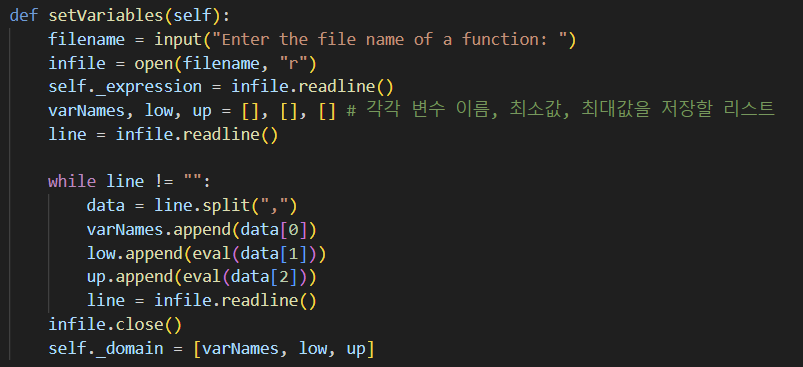 def setVariables(self):
    filename = input("Enter the file name of a function: ")
    infile = open(filename, "r")
    self._expression = infile.readline()
    varNames, low, up = [], [], [] # 각각 변수 이름, 최소값, 최대값을 저장할 리스트
    line = infile.readline()

    while line != "":
        data = line.split(",")
        varNames.append(data[0])
        low.append(eval(data[1]))
        up.append(eval(data[2]))
        line = infile.readline()
    infile.close()
    self._domain = [varNames, low, up]